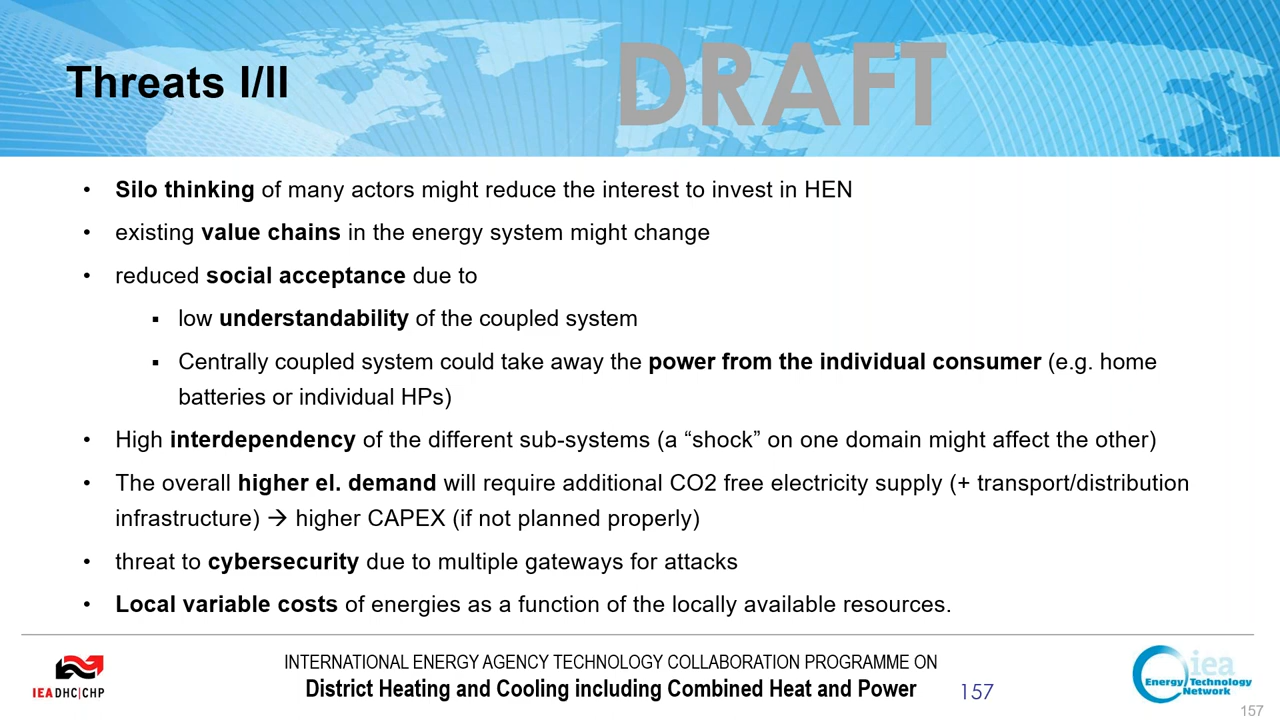 DRAFT
Threats I/II
• Silo thinking of many actors might reduce the interest to invest in HEN
• existing value chains in the energy system might change
• reduced social acceptance due to
▪ low understandability of the coupled system
▪ Centrally coupled system could take away the power from the individual consumer (e.g. home
batteries or individual HPs)
• High interdependency of the different sub-systems (a “shock” on one domain might affect the other)
• The overall higher el. demand will require additional CO2 free electricity supply (+ transport/distribution
infrastructure) → higher CAPEX (if not planned properly)
• threat to cybersecurity due to multiple gateways for attacks
• Local variable costs of energies as a function of the locally available resources.
IEA DHC|CHP
INTERNATIONAL ENERGY AGENCY TECHNOLOGY COLLABORATION PROGRAMME ON
District Heating and Cooling including Combined Heat and Power
157
iea
Energy Technology
Network
157